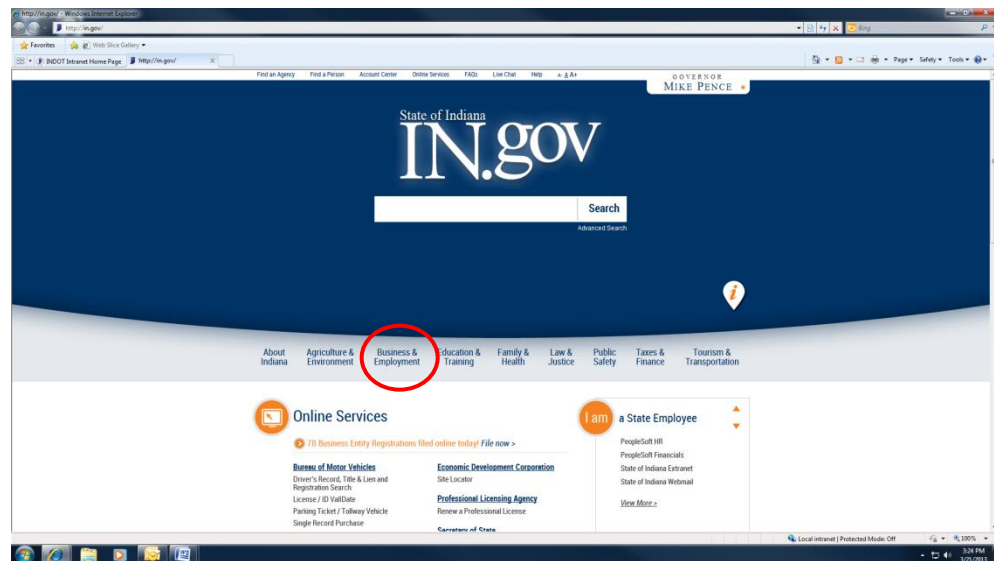 http://in.gov/ - Windows Internet Explorer
http://in.gov/
Bing
Favorites Web Slice Gallery
INDOT Intranet Home Page http://in.gov/ X
Page Safety Tools
Find an Agency Find a Person Account Center Online Services FAQs Live Chat Help A A A+
GOVERNOR
MIKE PENCE
State of Indiana
IN.gov
Search
Advanced Search
i
About Indiana
Agriculture & Environment
Business & Employment
Education & Training
Family & Health
Law & Justice
Public Safety
Taxes & Finance
Tourism & Transportation
Online Services
78 Business Entity Registrations filed online today! File now >
Bureau of Motor Vehicles
Driver's Record, Title & Lien and
Registration Search
License / ID ValiDate
Parking Ticket / Tollway Vehicle
Single Record Purchase
Economic Development Corporation
Site Locator
Professional Licensing Agency
Renew a Professional License
Secretary of State
I am a State Employee
PeopleSoft HR
PeopleSoft Financials
State of Indiana Extranet
State of Indiana Webmail
View More >
Local intranet | Protected Mode: Off 100%
3:24 PM
3/21/2013